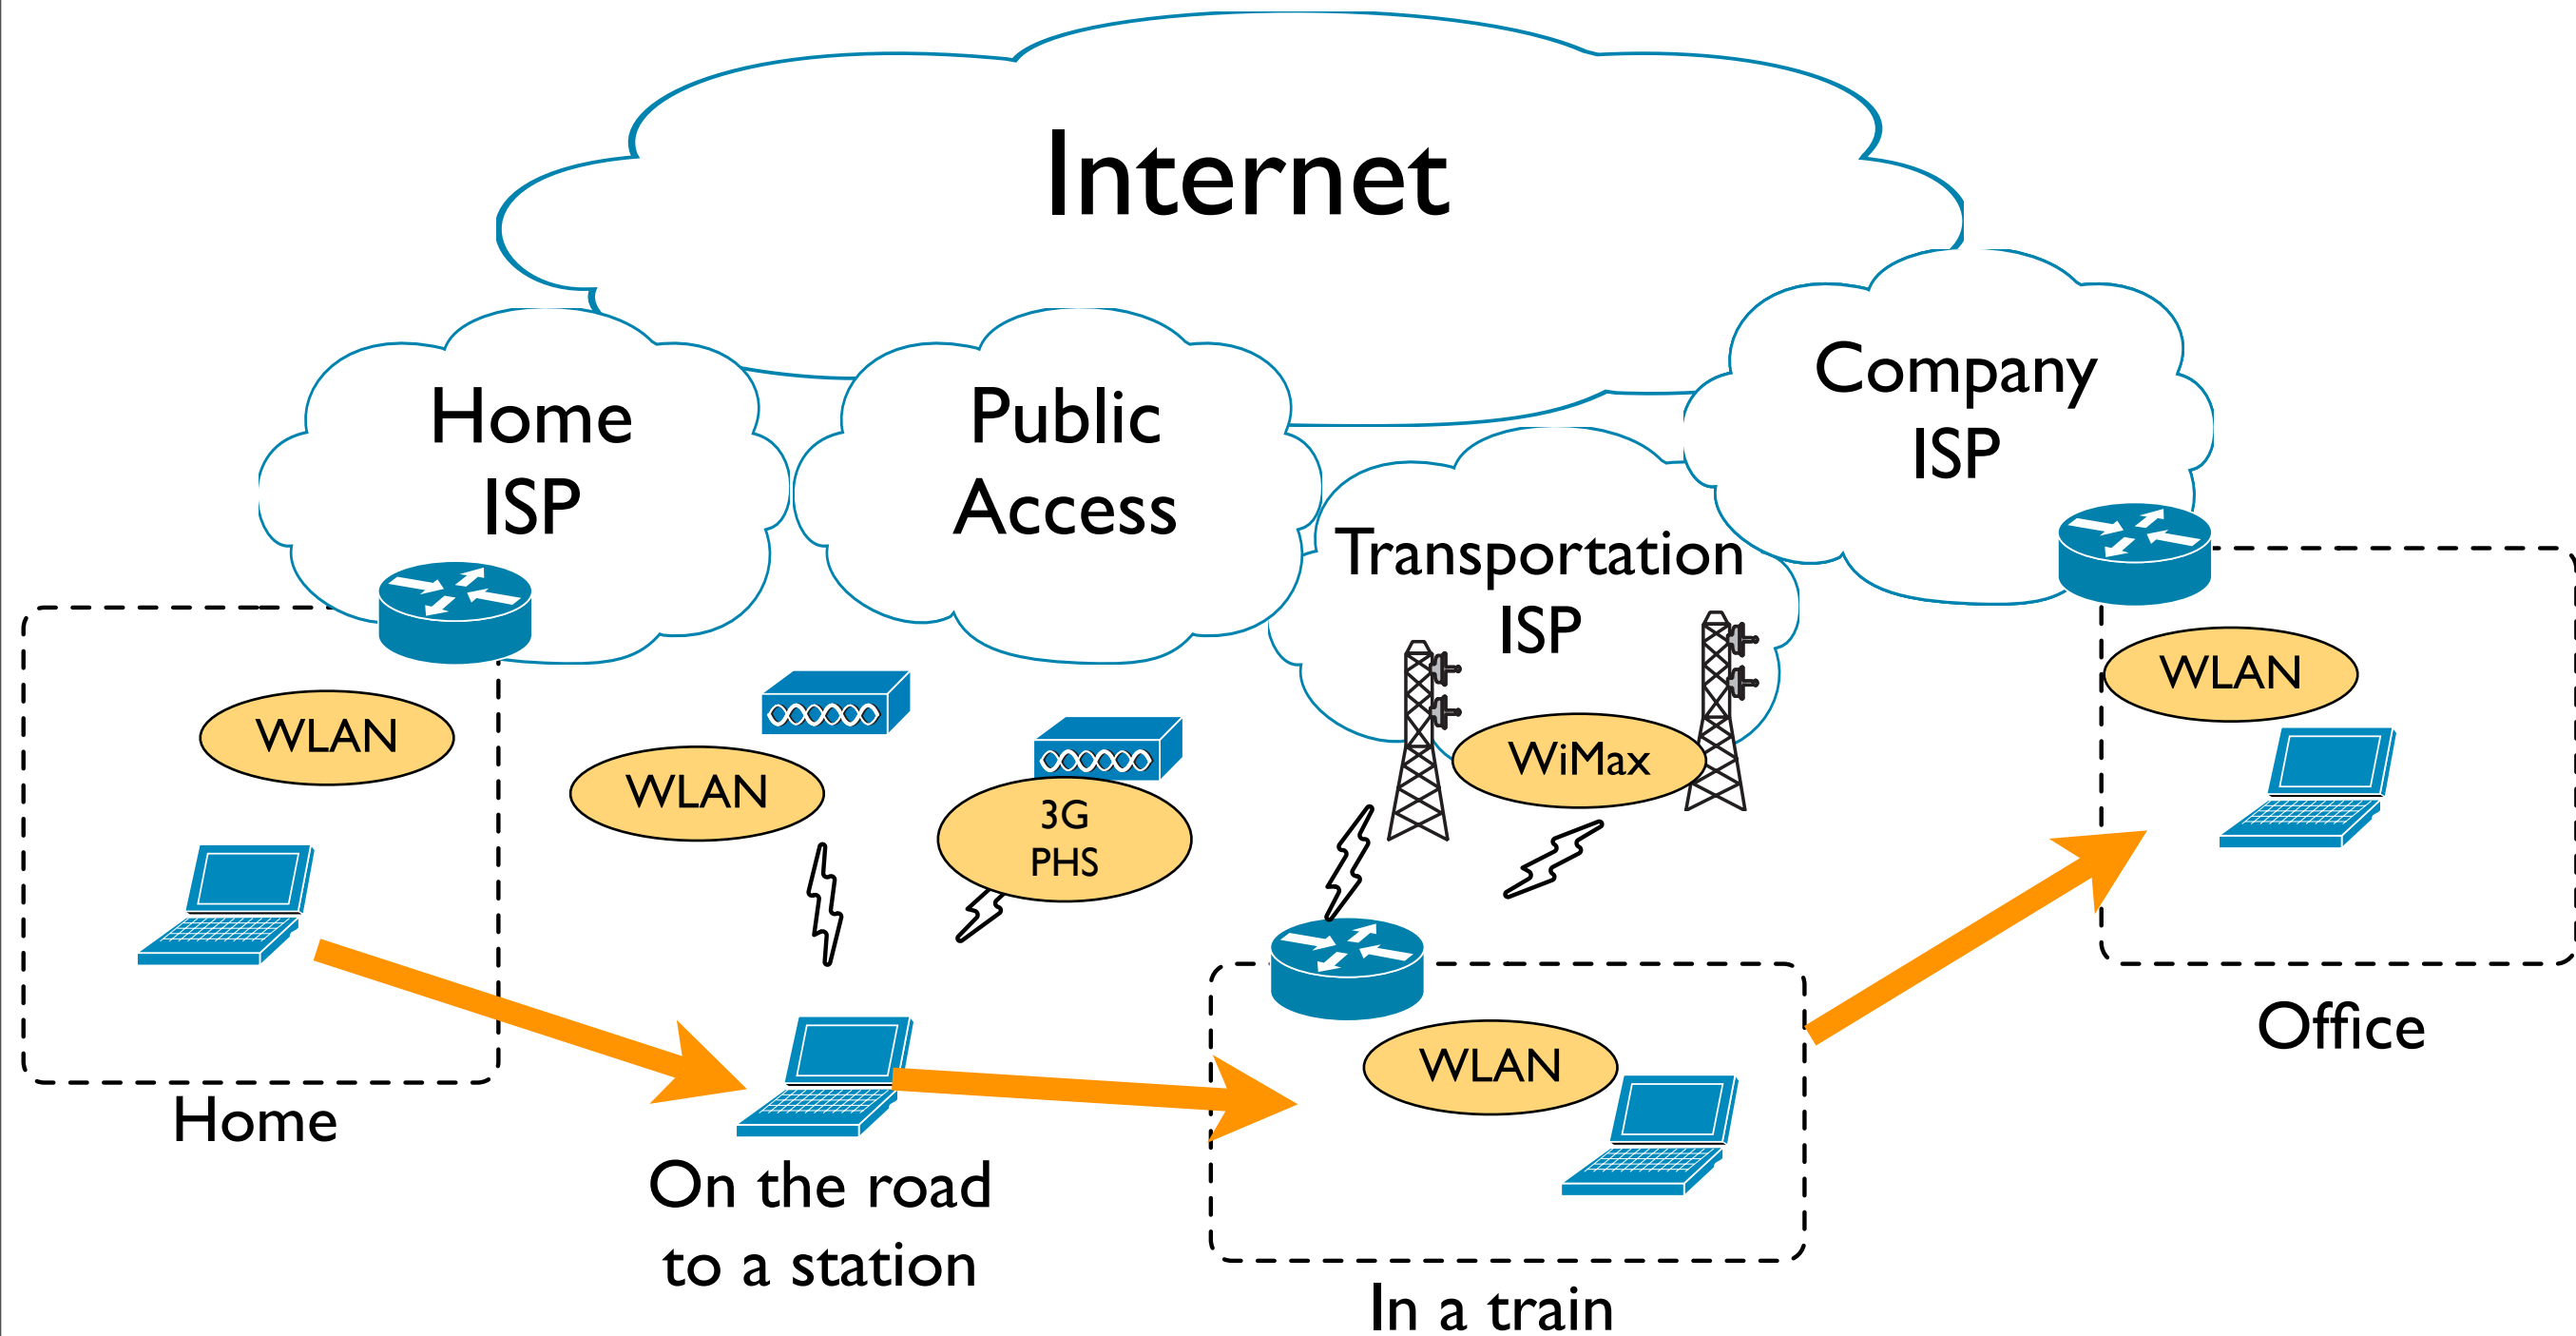 Internet
Home
ISP
Public
Access
Transportation
ISP
Company
ISP
WLAN
WLAN
3G
PHS
WiMax
WLAN
WLAN
Home
On the road
to a station
In a train
Office